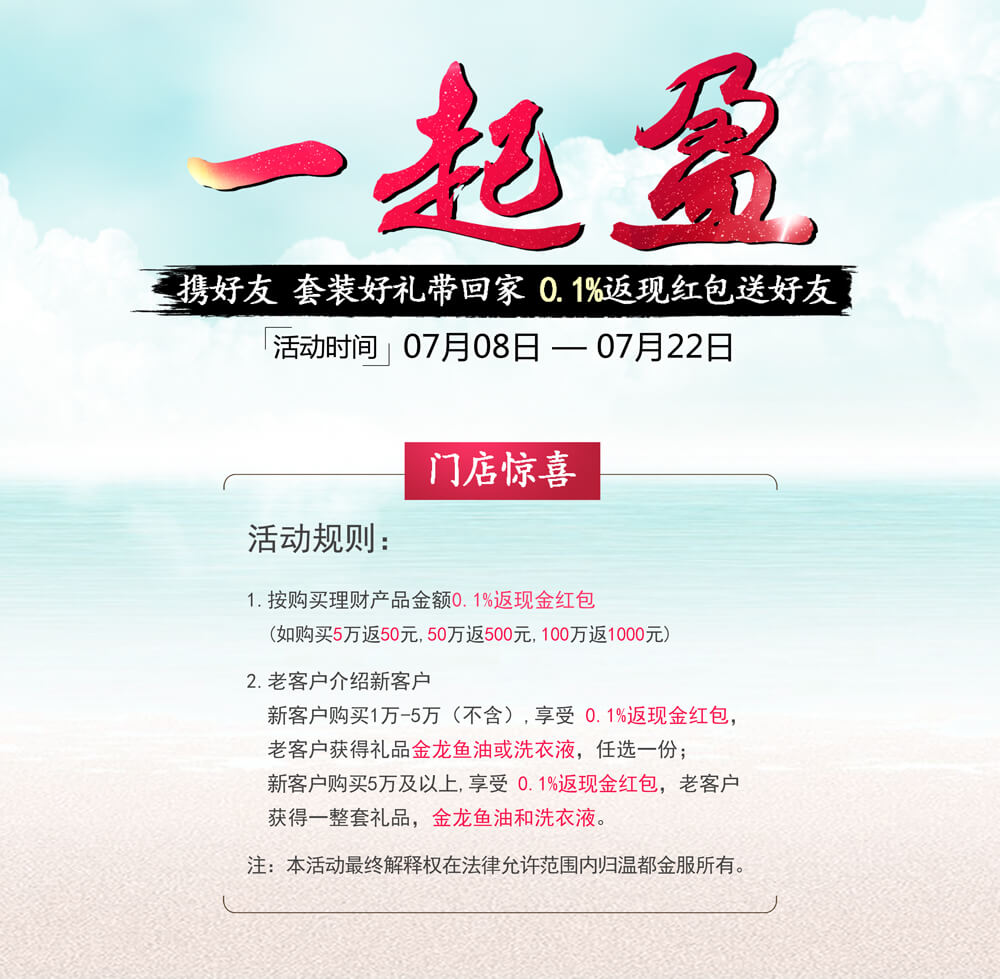 一起盈
携好友 套装好礼带回家 0.1%返现红包送好友
活动时间 07月08日 — 07月22日
门店惊喜
活动规则:
1.按购买理财产品金额0.1%返现金红包
(如购买5万返50元,50万返500元,100万返1000元)
2.老客户介绍新客户
新客户购买1万-5万（不含）,享受 0.1%返现金红包，
老客户获得礼品金龙鱼油或洗衣液，任选一份；
新客户购买5万及以上,享受 0.1%返现金红包，老客户
获得一整套礼品，金龙鱼油和洗衣液。
注：本活动最终解释权在法律允许范围内归温都金服所有。